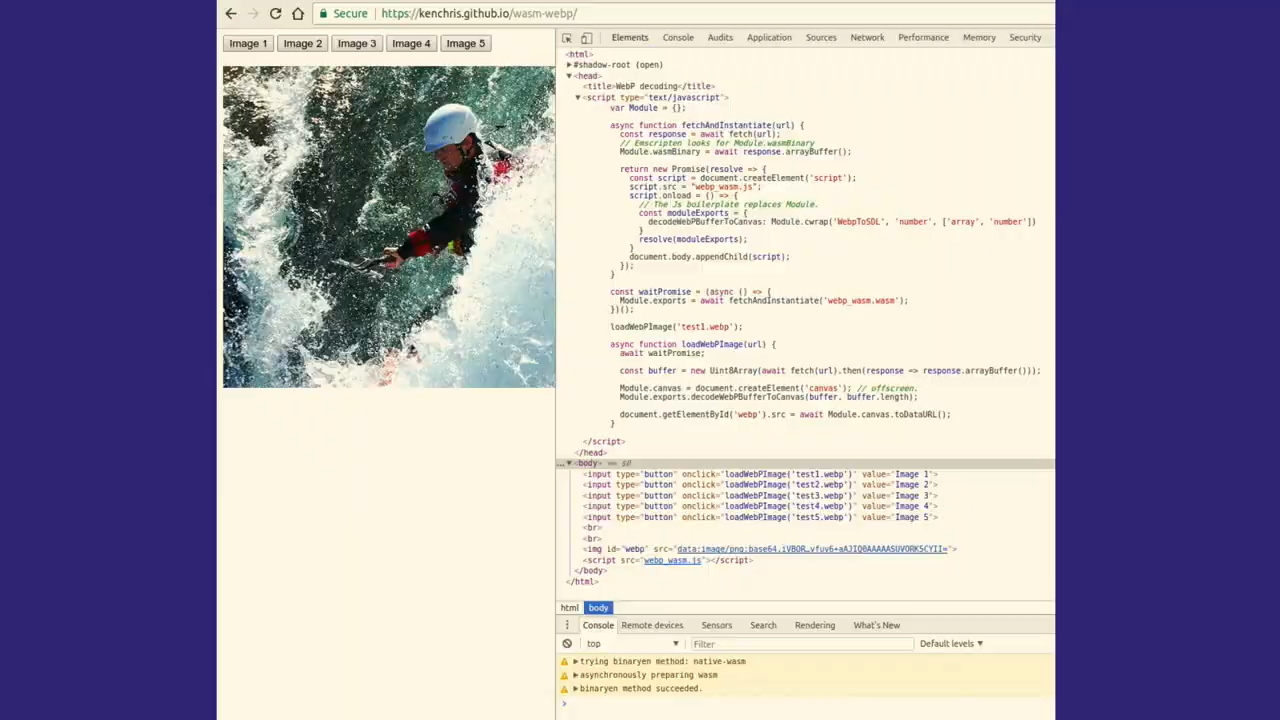 Secure https://kenchris.github.io/wasm-webp/
Image 1 Image 2 Image 3 Image 4 Image 5
Elements Console Audits Application Sources Network Performance Memory Security
<html>
#shadow-root (open)
<head>
<title>WebP decoding</title>
<script type="text/javascript">
var Module = {};
async function fetchAndInstantiate(url) {
const response = await fetch(url);
// Emscripten looks for Module.wasmBinary
Module.wasmBinary = await response.arrayBuffer();
return new Promise(resolve => {
const script = document.createElement('script');
script.src = "webp_wasm.js";
script.onload = () => {
// The Js boilerplate replaces Module.
const moduleExports = {
decodeWebPBufferToCanvas: Module.cwrap('WebpToSDL', 'number', ['array', 'number'])
}
resolve(moduleExports);
}
document.body.appendChild(script);
});
}
const waitPromise = (async () => {
Module.exports = await fetchAndInstantiate('webp_wasm.wasm');
})();
loadWebPImage('test1.webp');
async function loadWebPImage(url) {
await waitPromise;
const buffer = new Uint8Array(await fetch(url).then(response => response.arrayBuffer()));
Module.canvas = document.createElement('canvas'); // offscreen.
Module.exports.decodeWebPBufferToCanvas(buffer, buffer.length);
document.getElementById('webp').src = await Module.canvas.toDataURL();
}
</script>
</head>
… <body> == $0
<input type="button" onclick="loadWebPImage('test1.webp')" value="Image 1">
<input type="button" onclick="loadWebPImage('test2.webp')" value="Image 2">
<input type="button" onclick="loadWebPImage('test3.webp')" value="Image 3">
<input type="button" onclick="loadWebPImage('test4.webp')" value="Image 4">
<input type="button" onclick="loadWebPImage('test5.webp')" value="Image 5">
<br>
<br>
<img id="webp" src="data:image/png;base64,iVBOR…vfuy6+aAJIQ0AAAAASUVORK5CYII=">
<script src="webp_wasm.js"></script>
</body>
</html>
html body
Console Remote devices Sensors Search Rendering What's New
top Filter Default levels
trying binaryen method: native-wasm
asynchronously preparing wasm
binaryen method succeeded.
>